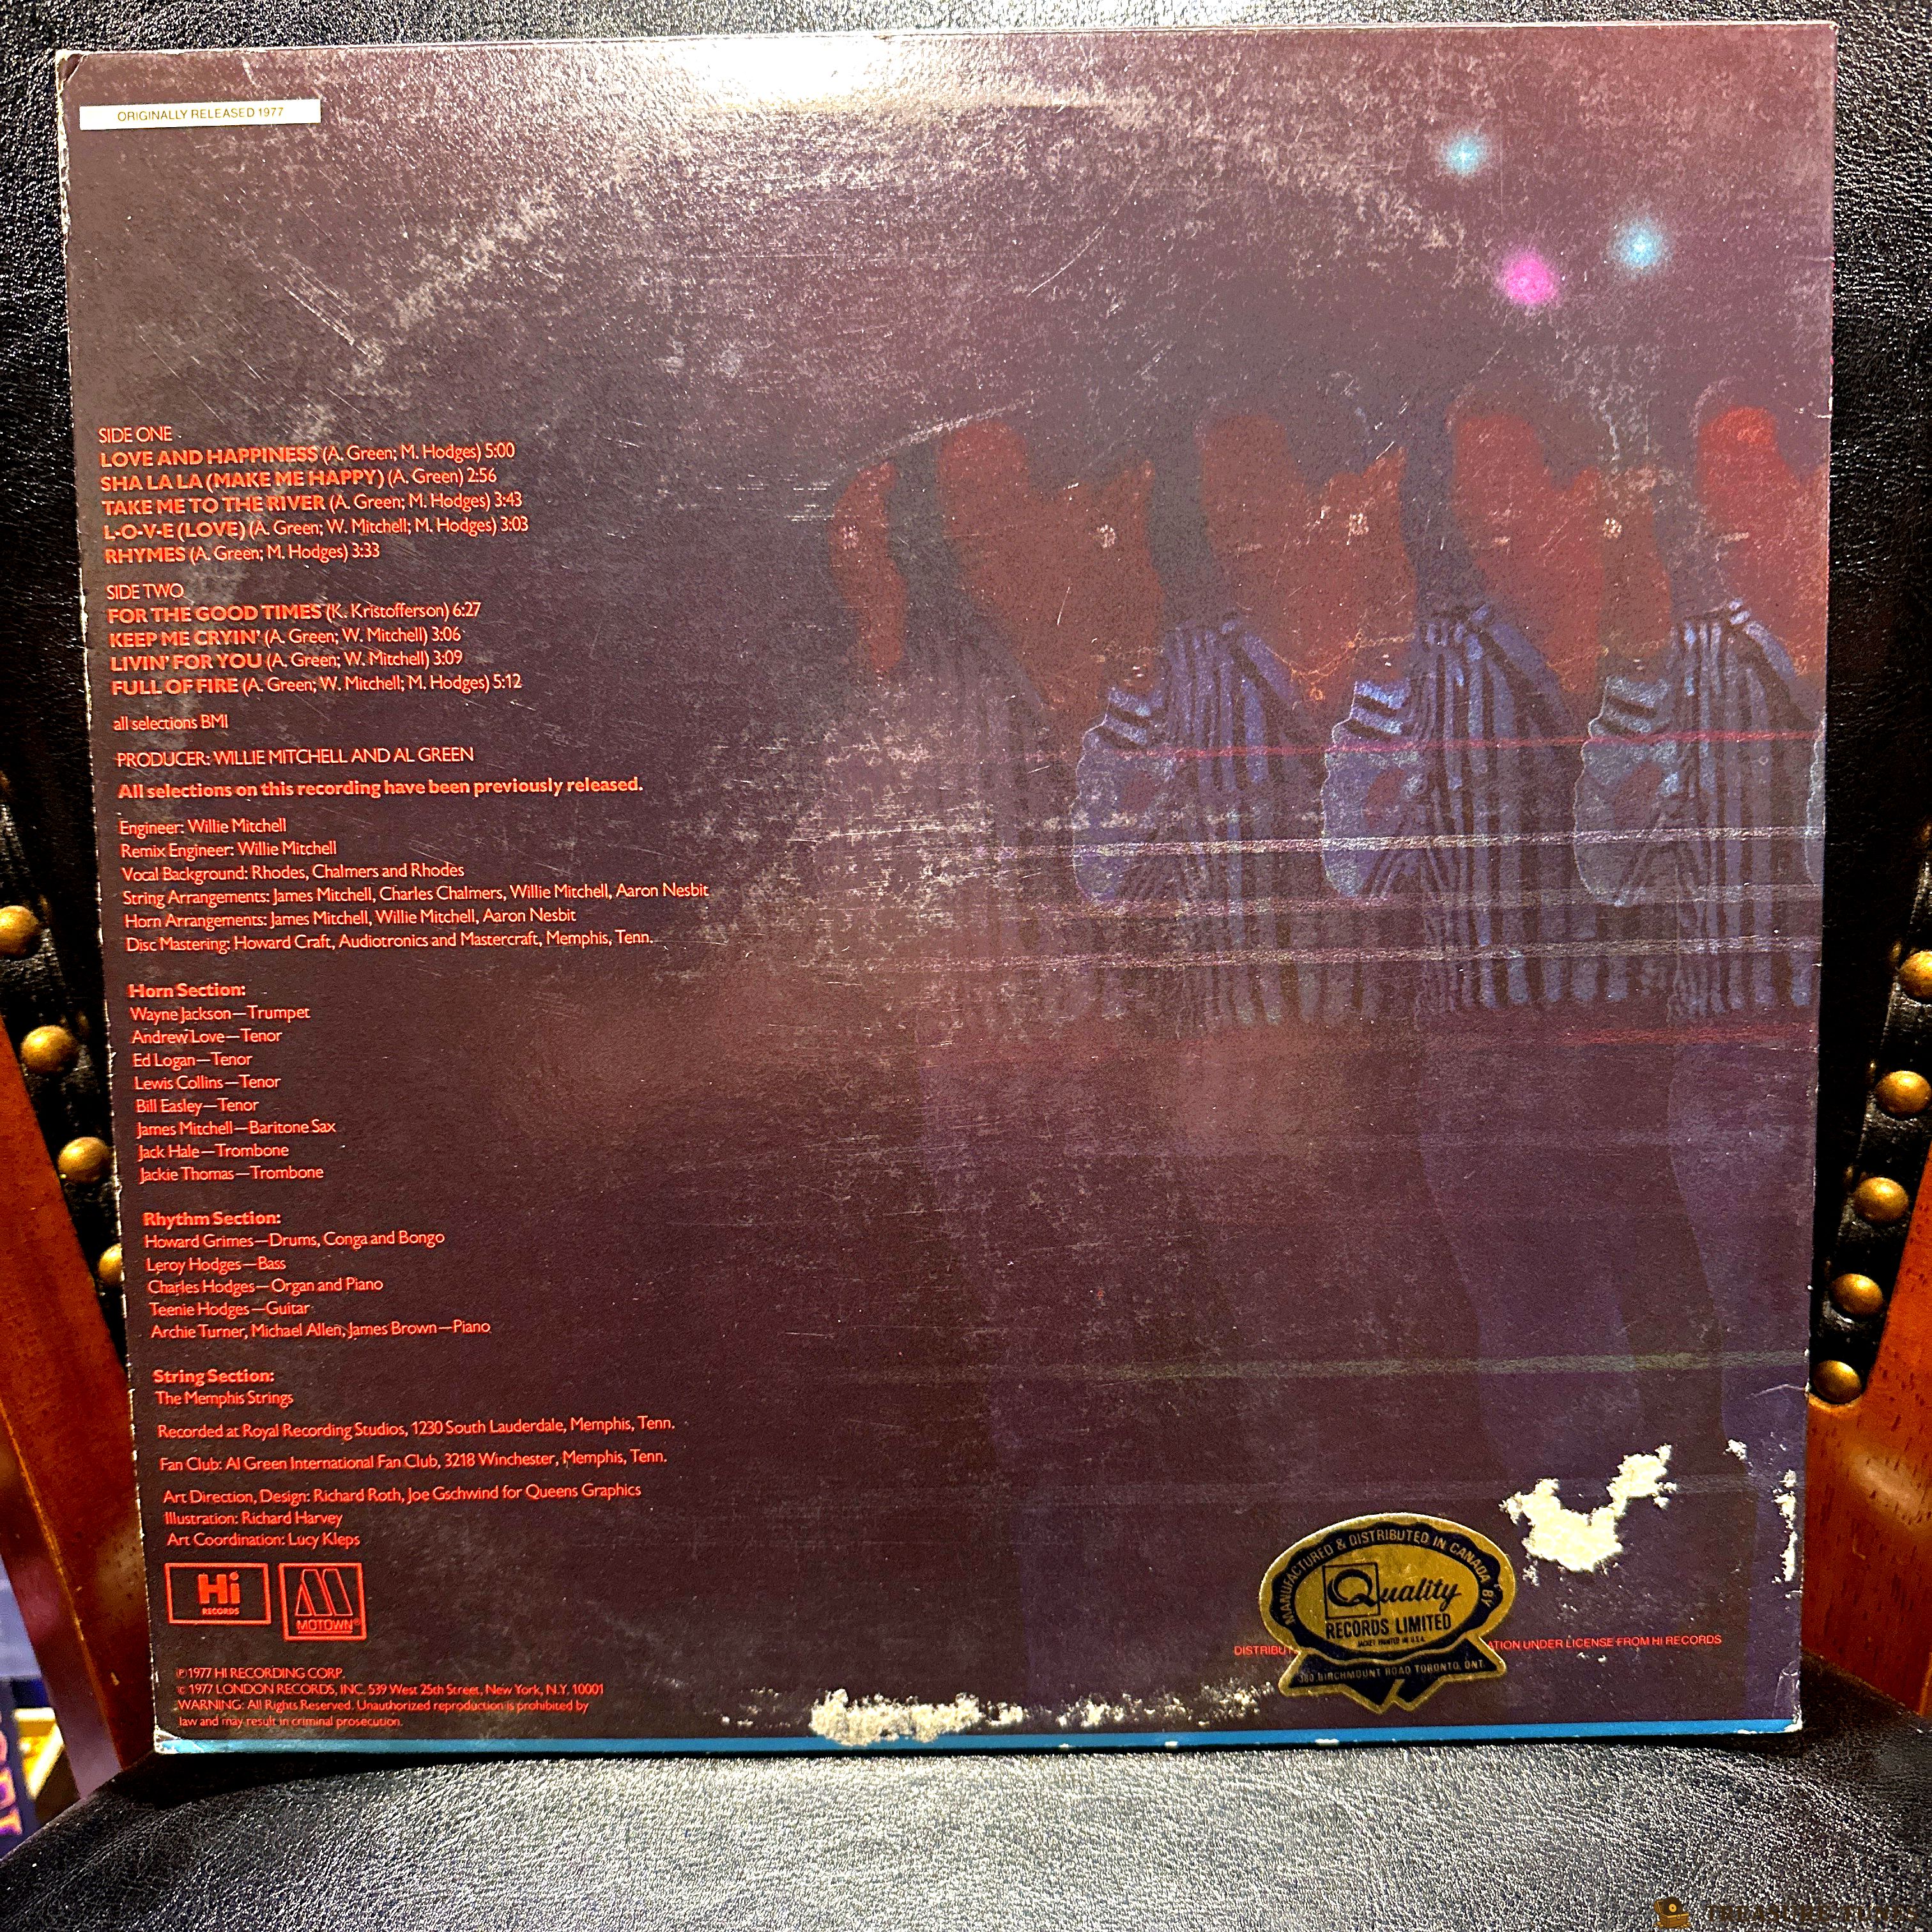 ORIGINALLY RELEASED 1977
SIDE ONE
LOVE AND HAPPINESS (A. Green; M. Hodges) 5:00
SHA LA LA (MAKE ME HAPPY) (A. Green) 2:56
TAKE ME TO THE RIVER (A. Green; M. Hodges) 3:43
L-O-V-E (LOVE) (A. Green; W. Mitchell; M. Hodges) 3:03
RHYMES (A. Green; M. Hodges) 3:33
SIDE TWO
FOR THE GOOD TIMES (K. Kristofferson) 6:27
KEEP ME CRYIN' (A. Green; W. Mitchell) 3:06
LIVIN' FOR YOU (A. Green; W. Mitchell) 3:09
FULL OF FIRE (A. Green; W. Mitchell; M. Hodges) 5:12
all selections BMI
PRODUCER: WILLIE MITCHELL AND AL GREEN
All selections on this recording have been previously released.
Engineer: Willie Mitchell
Remix Engineer: Willie Mitchell
Vocal Background: Rhodes, Chalmers and Rhodes
String Arrangements: James Mitchell, Charles Chalmers, Willie Mitchell, Aaron Nesbit
Horn Arrangements: James Mitchell, Willie Mitchell, Aaron Nesbit
Disc Mastering: Howard Craft, Audiotronics and Mastercraft, Memphis, Tenn.
Horn Section:
Wayne Jackson—Trumpet
Andrew Love—Tenor
Ed Logan—Tenor
Lewis Collins—Tenor
Bill Easley—Tenor
James Mitchell—Baritone Sax
Jack Hale—Trombone
Jackie Thomas—Trombone
Rhythm Section:
Howard Grimes—Drums, Conga and Bongo
Leroy Hodges—Bass
Charles Hodges—Organ and Piano
Teenie Hodges—Guitar
Archie Turner, Michael Allen, James Brown—Piano
String Section:
The Memphis Strings
Recorded at Royal Recording Studios, 1230 South Lauderdale, Memphis, Tenn.
Fan Club: Al Green International Fan Club, 3218 Winchester, Memphis, Tenn.
Art Direction, Design: Richard Roth, Joe Gschwind for Queens Graphics
Illustration: Richard Harvey
Art Coordination: Lucy Kleps
Hi RECORDS
MOTOWN®
℗ 1977 HI RECORDING CORP.
© 1977 LONDON RECORDS, INC. 539 West 25th Street, New York, N.Y. 10001
WARNING: All Rights Reserved. Unauthorized reproduction is prohibited by
law and may result in criminal prosecution.
MANUFACTURED & DISTRIBUTED IN CANADA BY
Quality
RECORDS LIMITED
JACKET PRINTED IN U.S.A.
380 BIRCHMOUNT ROAD TORONTO, ONT.
DISTRIBUT ATION UNDER LICENSE FROM HI RECORDS